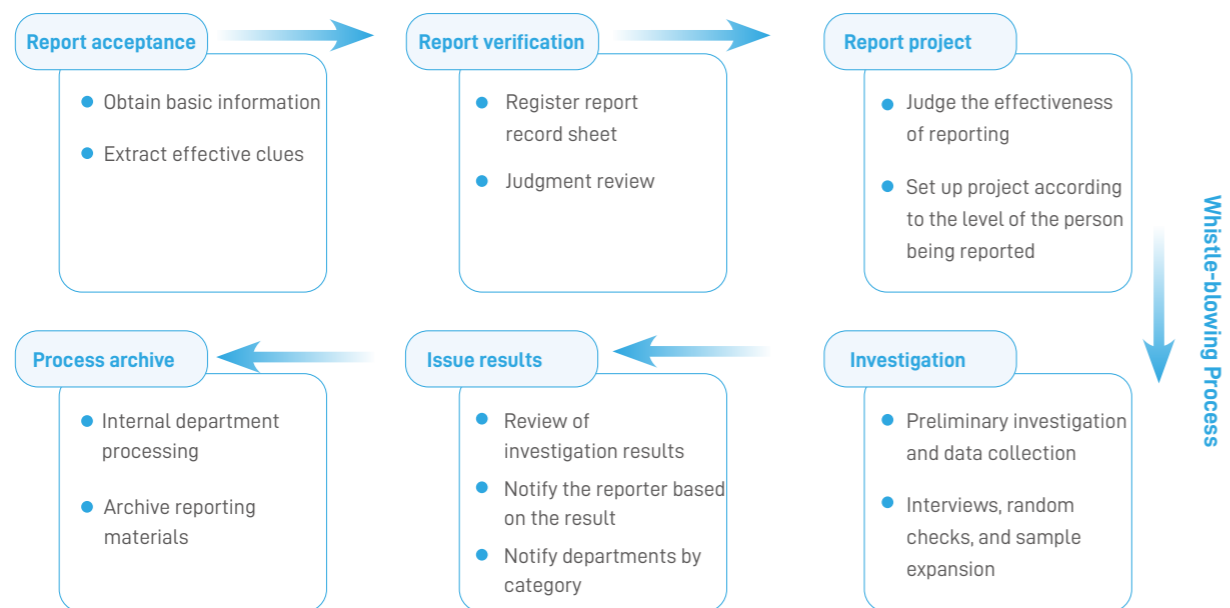 Report acceptance
Obtain basic information
Extract effective clues
Report verification
Register report
record sheet
Judgment review
Report project
Judge the effectiveness
of reporting
Set up project according
to the level of the person
being reported
Whistle-blowing Process
Investigation
Preliminary investigation
and data collection
Interviews, random
checks, and sample
expansion
Issue results
Review of
investigation results
Notify the reporter based
on the result
Notify departments by
category
Process archive
Internal department
processing
Archive reporting
materials